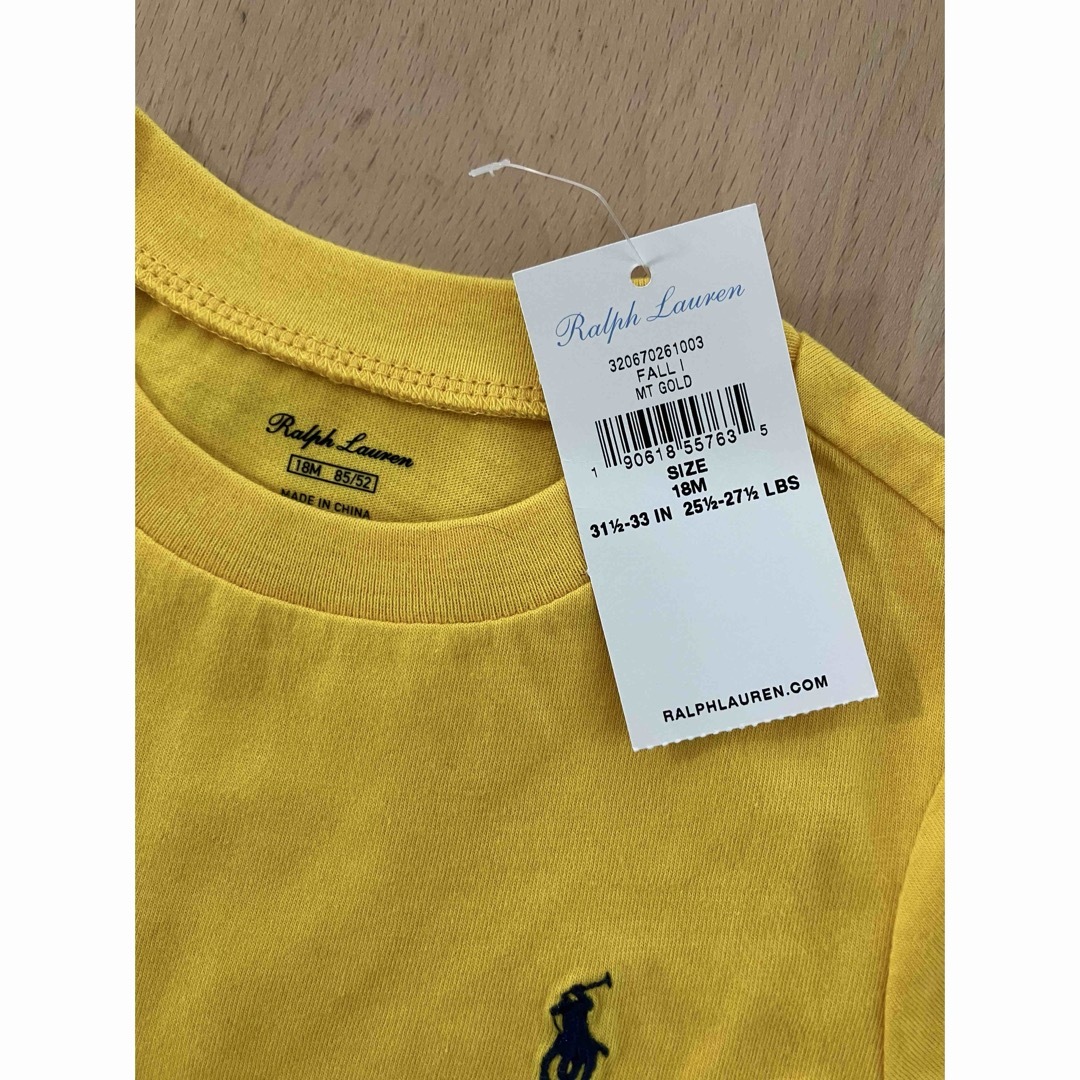 Ralph Lauren
18M 85/52
MADE IN CHINA
Ralph Lauren
320670261003
FALL I
MT GOLD
1 90618 55763 5
SIZE
18M
31½-33 IN 25½-27½ LBS
RALPHLAUREN.COM